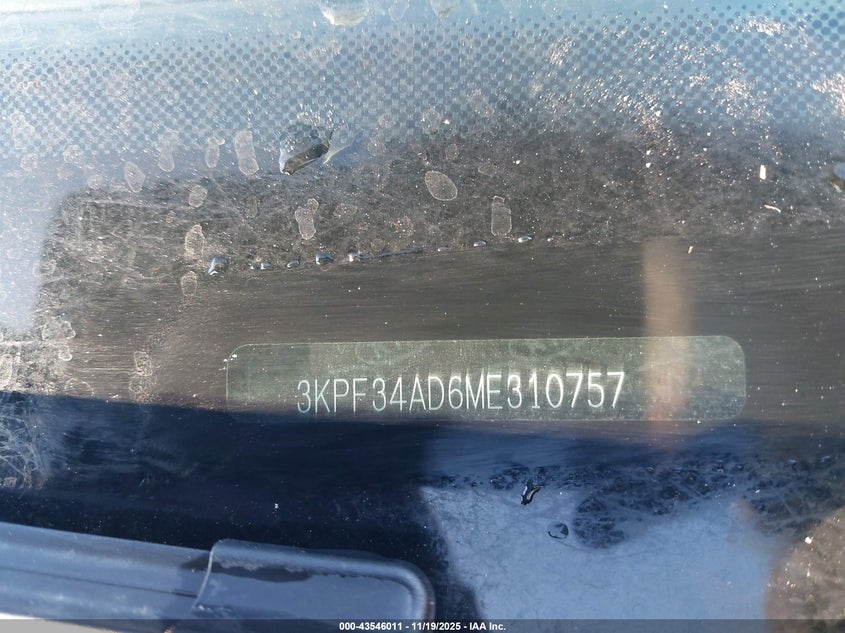 3KPF34AD6ME310757
000-43546011 - 11/19/2025 - IAA Inc.